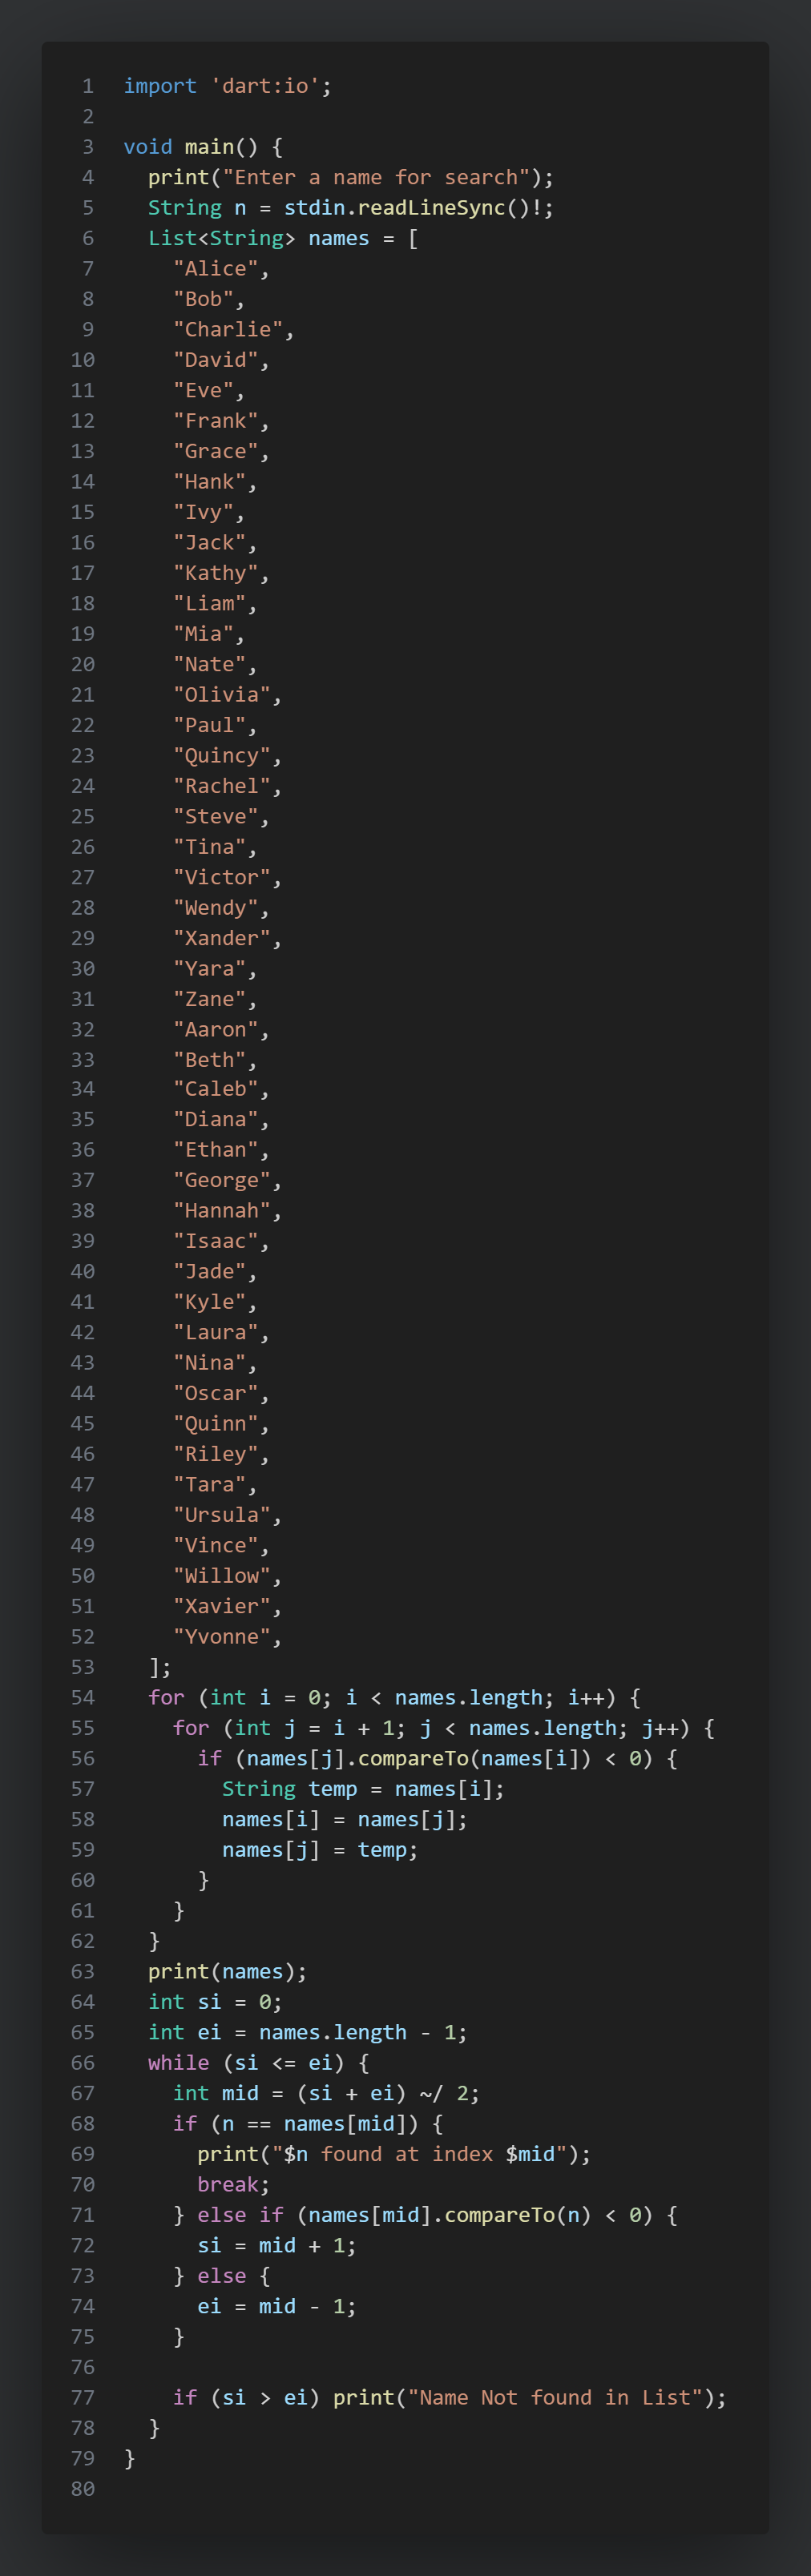 1 import 'dart:io';
2
3 void main() {
4   print("Enter a name for search");
5   String n = stdin.readLineSync()!;
6   List<String> names = [
7     "Alice",
8     "Bob",
9     "Charlie",
10     "David",
11     "Eve",
12     "Frank",
13     "Grace",
14     "Hank",
15     "Ivy",
16     "Jack",
17     "Kathy",
18     "Liam",
19     "Mia",
20     "Nate",
21     "Olivia",
22     "Paul",
23     "Quincy",
24     "Rachel",
25     "Steve",
26     "Tina",
27     "Victor",
28     "Wendy",
29     "Xander",
30     "Yara",
31     "Zane",
32     "Aaron",
33     "Beth",
34     "Caleb",
35     "Diana",
36     "Ethan",
37     "George",
38     "Hannah",
39     "Isaac",
40     "Jade",
41     "Kyle",
42     "Laura",
43     "Nina",
44     "Oscar",
45     "Quinn",
46     "Riley",
47     "Tara",
48     "Ursula",
49     "Vince",
50     "Willow",
51     "Xavier",
52     "Yvonne",
53   ];
54   for (int i = 0; i < names.length; i++) {
55     for (int j = i + 1; j < names.length; j++) {
56       if (names[j].compareTo(names[i]) < 0) {
57         String temp = names[i];
58         names[i] = names[j];
59         names[j] = temp;
60       }
61     }
62   }
63   print(names);
64   int si = 0;
65   int ei = names.length - 1;
66   while (si <= ei) {
67     int mid = (si + ei) ~/ 2;
68     if (n == names[mid]) {
69       print("$n found at index $mid");
70       break;
71     } else if (names[mid].compareTo(n) < 0) {
72       si = mid + 1;
73     } else {
74       ei = mid - 1;
75     }
76
77     if (si > ei) print("Name Not found in List");
78   }
79 }
80